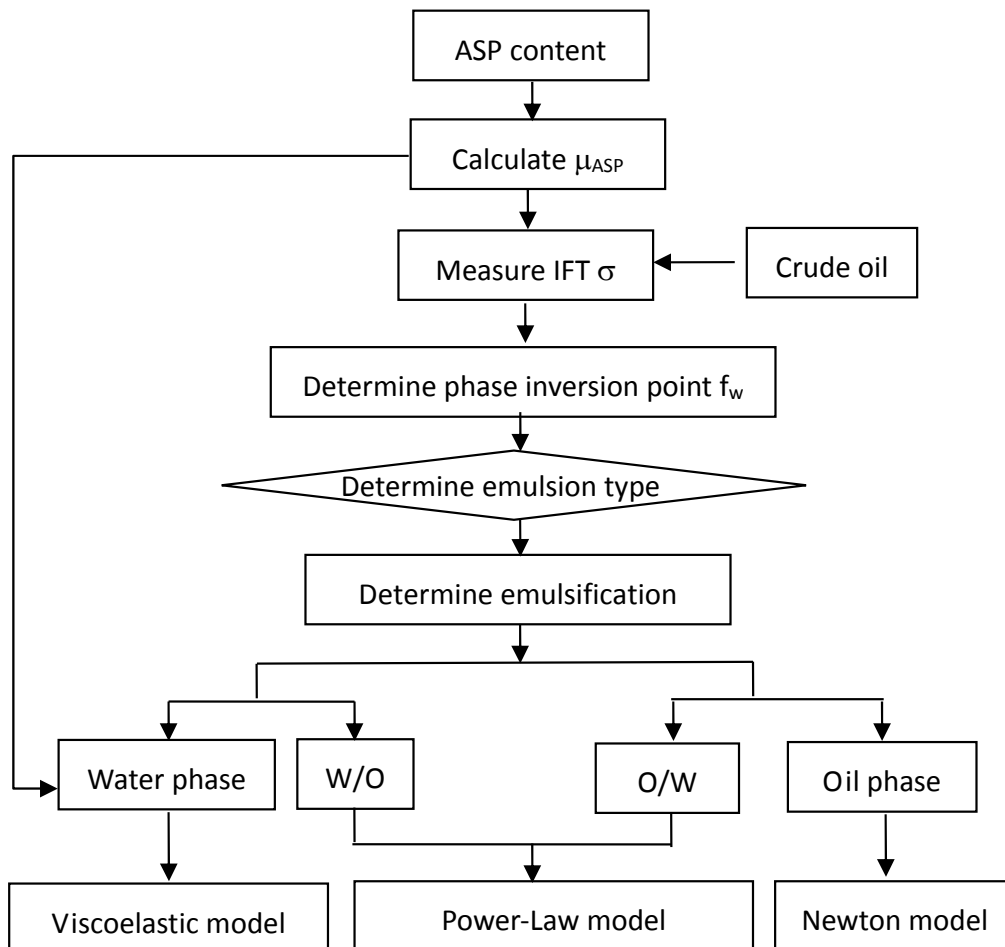 ASP content
Calculate μASP
Measure IFT σ
Crude oil
Determine phase inversion point fw
Determine emulsion type
Determine emulsification
Water phase
W/O
O/W
Oil phase
Viscoelastic model
Power-Law model
Newton model